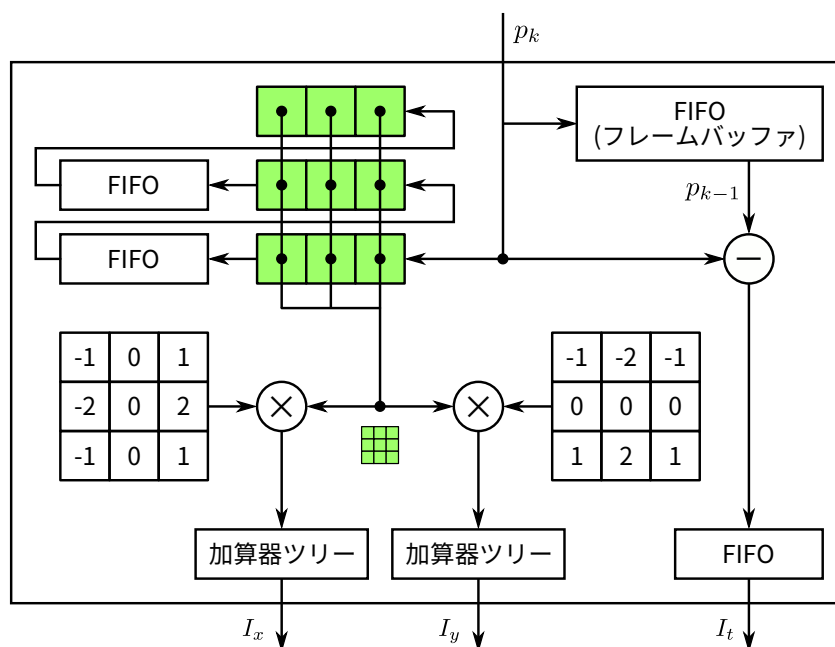 p_k
FIFO
(フレームバッファ)
FIFO
p_{k−1}
FIFO
−
-1 0 1
-2 0 2
-1 0 1
×
×
-1 -2 -1
0 0 0
1 2 1
加算器ツリー
加算器ツリー
FIFO
I_x
I_y
I_t